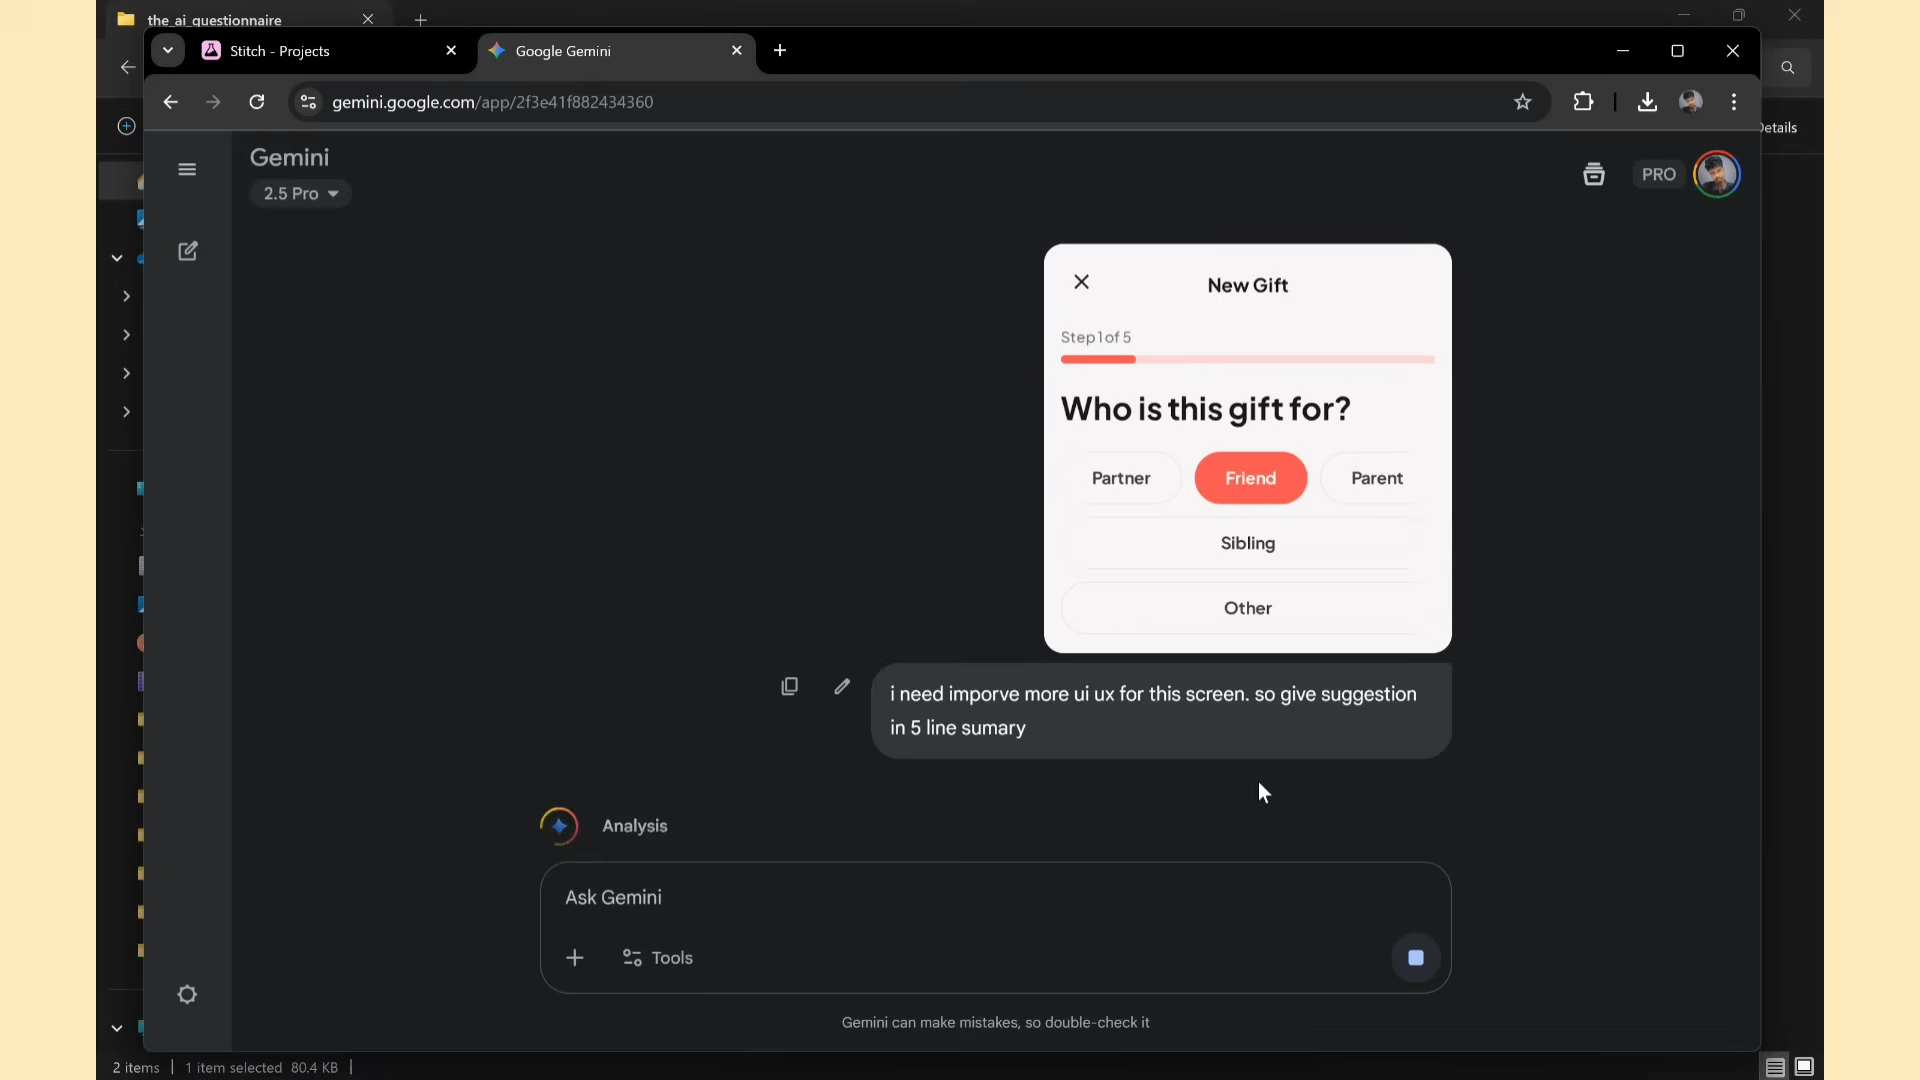 the_ai_questionnaire
Stitch - Projects
Google Gemini
gemini.google.com/app/2f3e41f882434360
Details
Gemini
2.5 Pro
PRO
New Gift
Step 1 of 5
Who is this gift for?
Partner
Friend
Parent
Sibling
Other
i need imporve more ui ux for this screen. so give suggestion
in 5 line sumary
Analysis
Ask Gemini
Tools
Gemini can make mistakes, so double-check it
2 items
1 item selected 80.4 KB